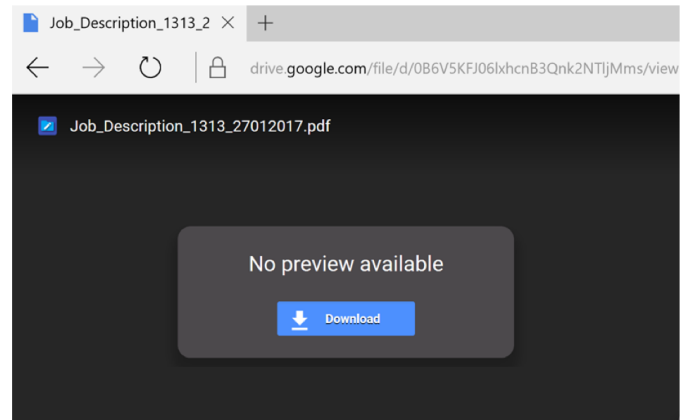 Job_Description_1313_2
drive.google.com/file/d/0B6V5KFJ06lxhcnB3Qnk2NTljMms/view
Job_Description_1313_27012017.pdf
No preview available
Download